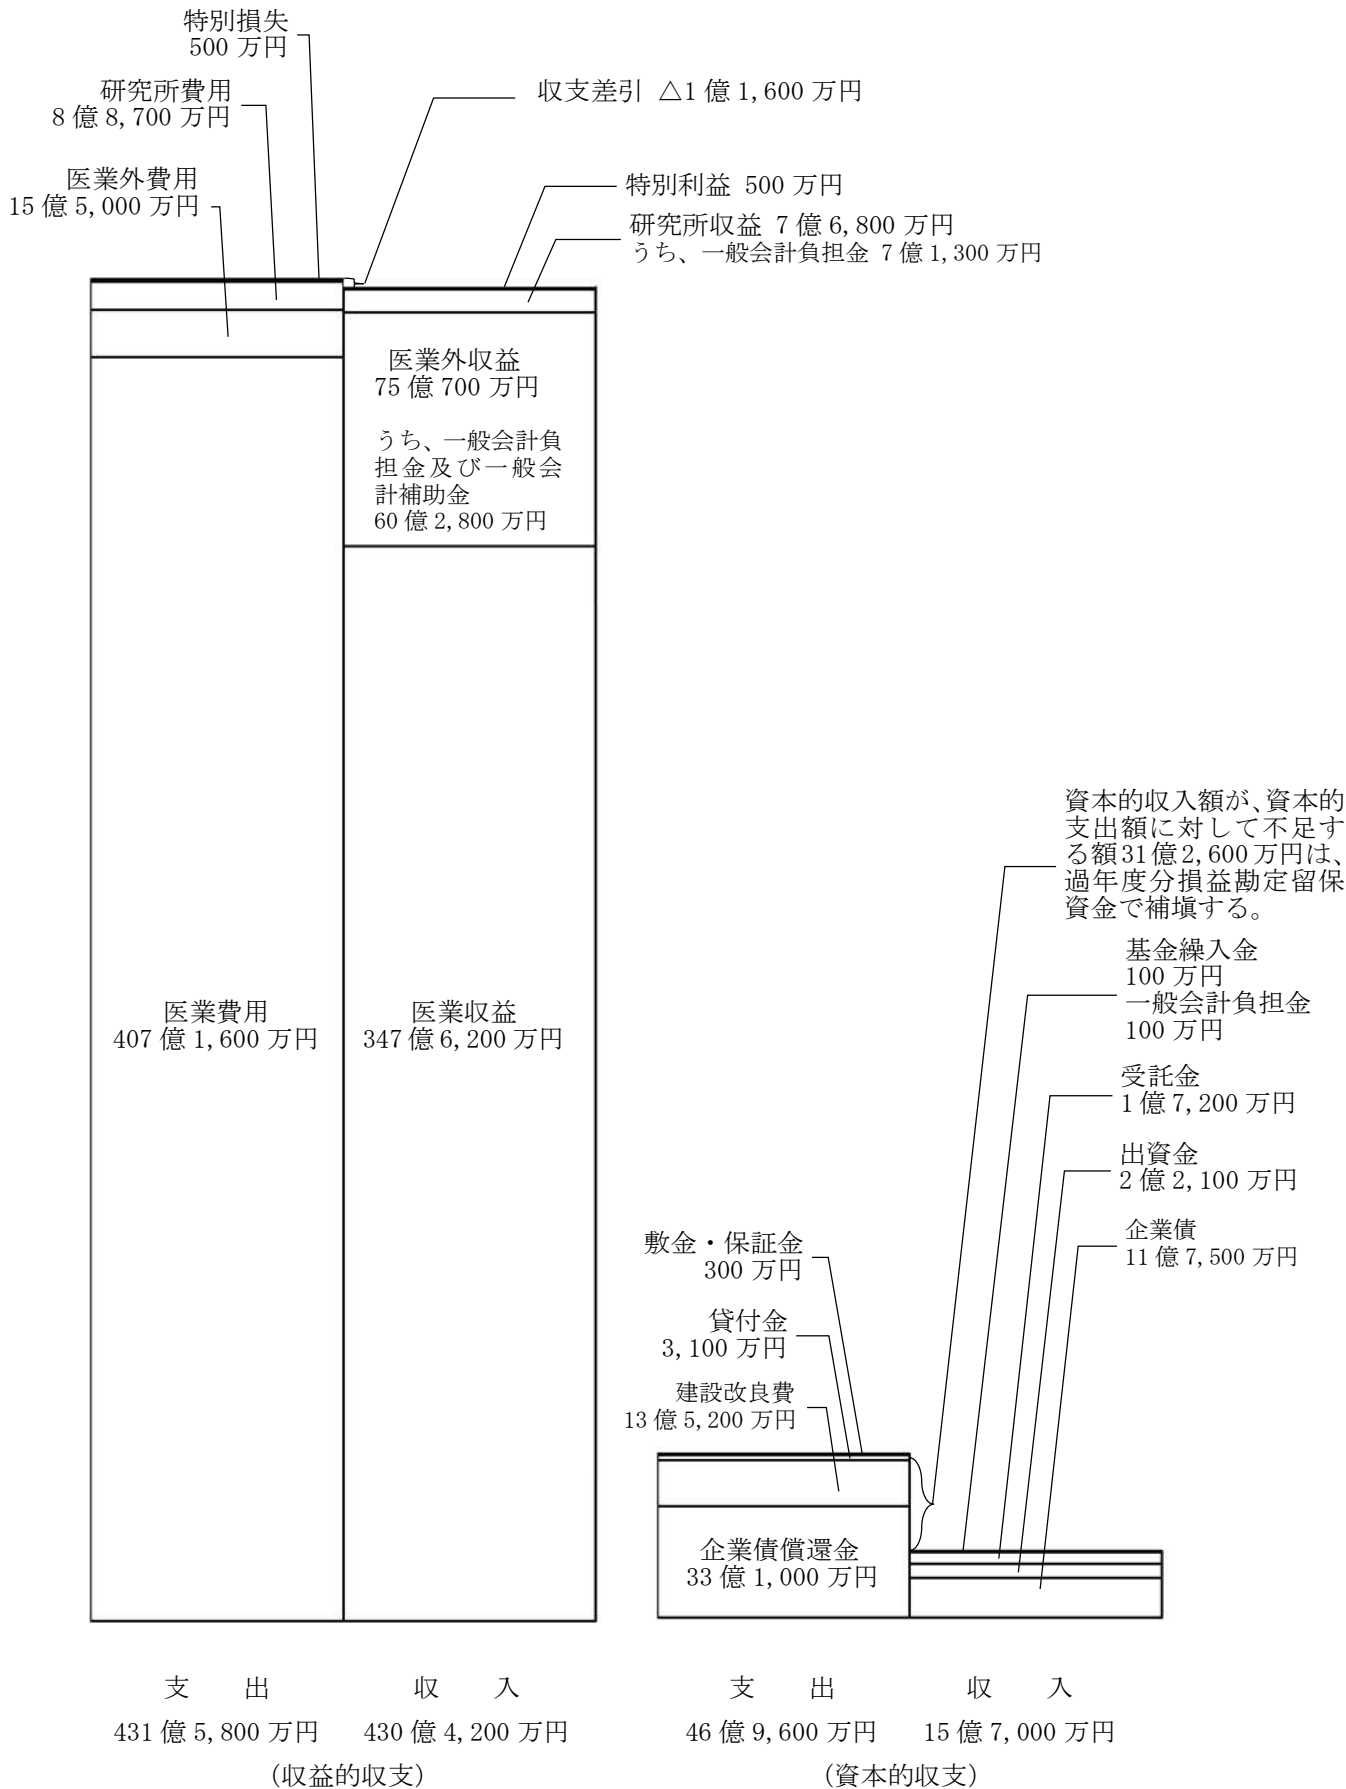 特別損失
500 万円
研究所費用
8 億 8,700 万円
収支差引 △1 億 1,600 万円
医業外費用
15 億 5,000 万円
特別利益 500 万円
研究所収益 7 億 6,800 万円
うち、一般会計負担金 7 億 1,300 万円
医業外収益
75 億 700 万円
うち、一般会計負
担金及び一般会
計補助金
60 億 2,800 万円
医業費用
407 億 1,600 万円
医業収益
347 億 6,200 万円
資本的収入額が、資本的
支出額に対して不足す
る額31億2,600万円は、
過年度分損益勘定留保
資金で補塡する。
基金繰入金
100 万円
一般会計負担金
100 万円
受託金
1 億 7,200 万円
出資金
2 億 2,100 万円
企業債
11 億 7,500 万円
敷金・保証金
300 万円
貸付金
3,100 万円
建設改良費
13 億 5,200 万円
企業債償還金
33 億 1,000 万円
支 出 収 入
431 億 5,800 万円 430 億 4,200 万円
(収益的収支)
支 出 収 入
46 億 9,600 万円 15 億 7,000 万円
(資本的収支)